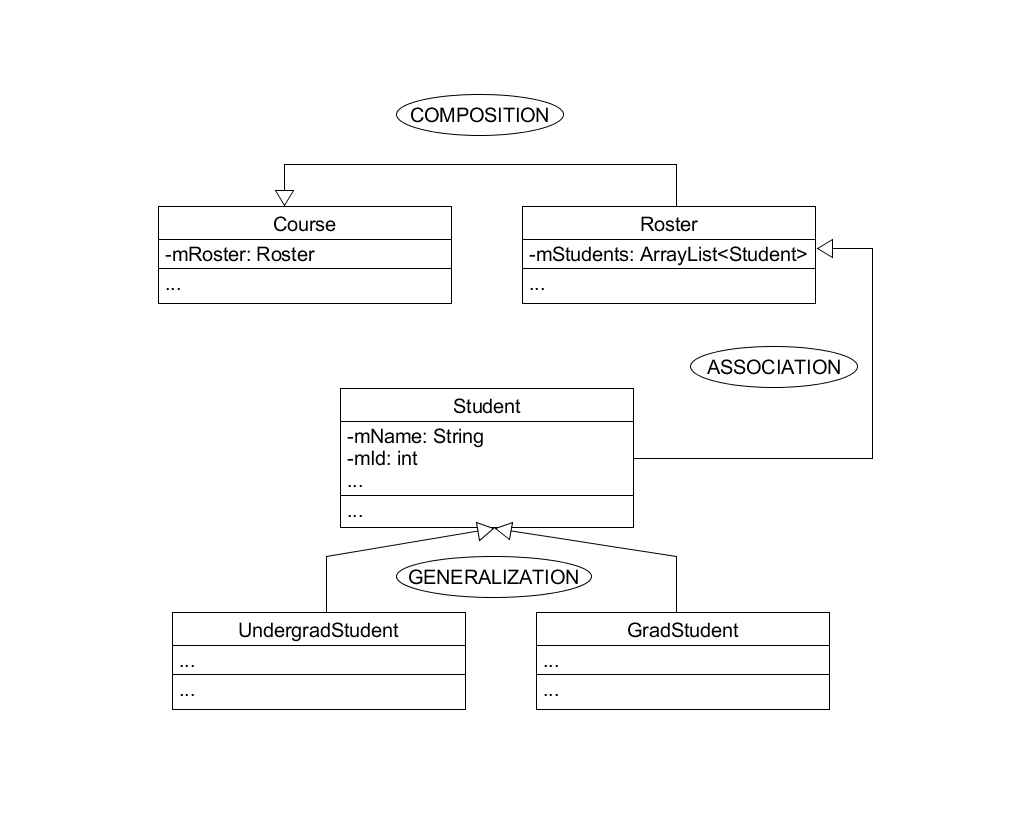 COMPOSITION
Course
-mRoster: Roster
...
Roster
-mStudents: ArrayList<Student>
...
ASSOCIATION
Student
-mName: String
-mId: int
...
...
GENERALIZATION
UndergradStudent
...
...
GradStudent
...
...